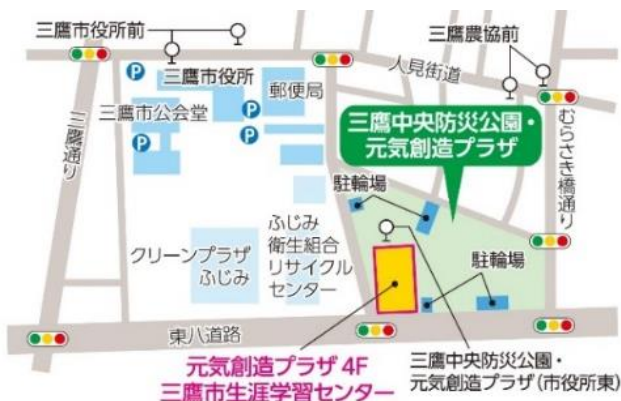 三鷹市役所前
三鷹農協前
人見街道
三鷹市役所
郵便局
三鷹市公会堂
P
P
P
P
三鷹通り
むらさき橋通り
三鷹中央防災公園・
元気創造プラザ
駐輪場
ふじみ
衛生組合
リサイクル
センター
クリーンプラザ
ふじみ
駐輪場
東八道路
元気創造プラザ 4F
三鷹市生涯学習センター
三鷹中央防災公園・
元気創造プラザ(市役所東)